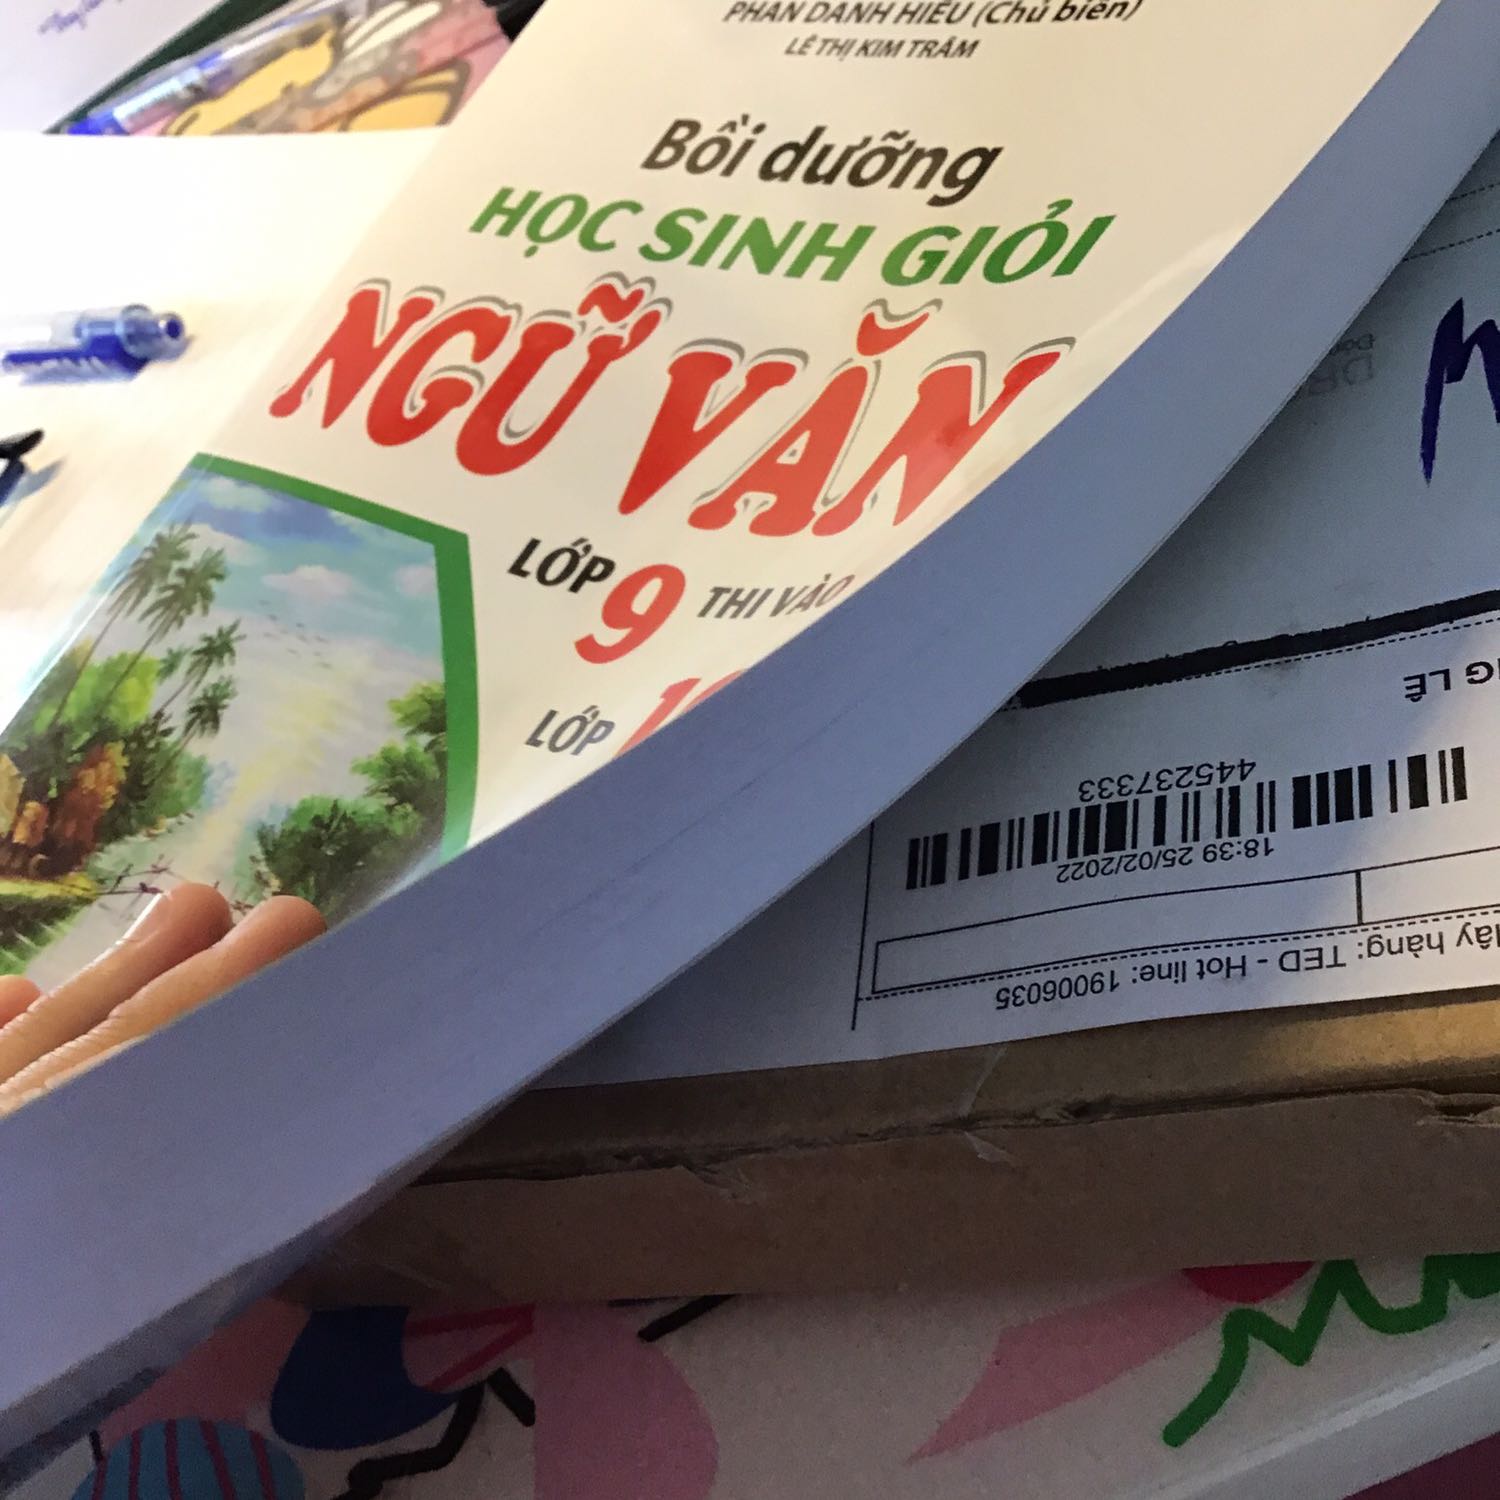 PHAN DANH HIẾU (Chủ biên)
LÊ THỊ KIM TRÂM
Bồi dưỡng
HỌC SINH GIỎI
NGỮ VĂN
LỚP 9 THI VÀO
LỚP
NG LÊ
445237333
18:39 25/02/2022
lấy hàng: TED - Hot line: 19006035